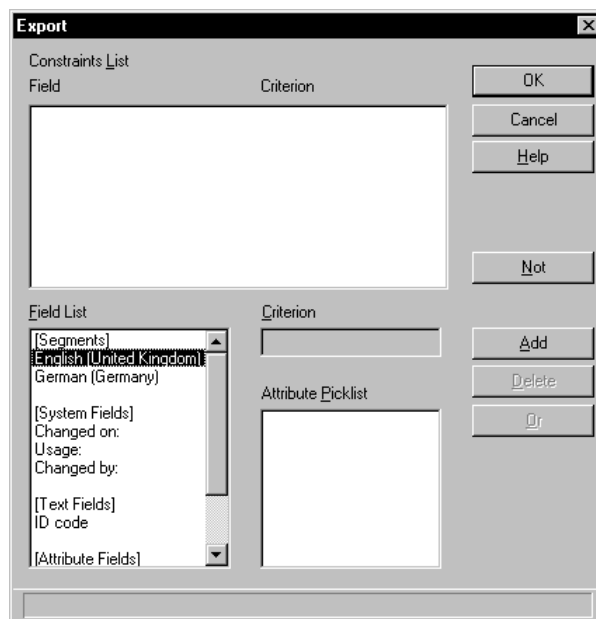 Export
Constraints List
Field Criterion
OK
Cancel
Help
Not
Field List
[Segments]
English (United Kingdom)
German (Germany)
[System Fields]
Changed on:
Usage:
Changed by:
[Text Fields]
ID code
[Attribute Fields]
Criterion
Attribute Picklist
Add
Delete
Or